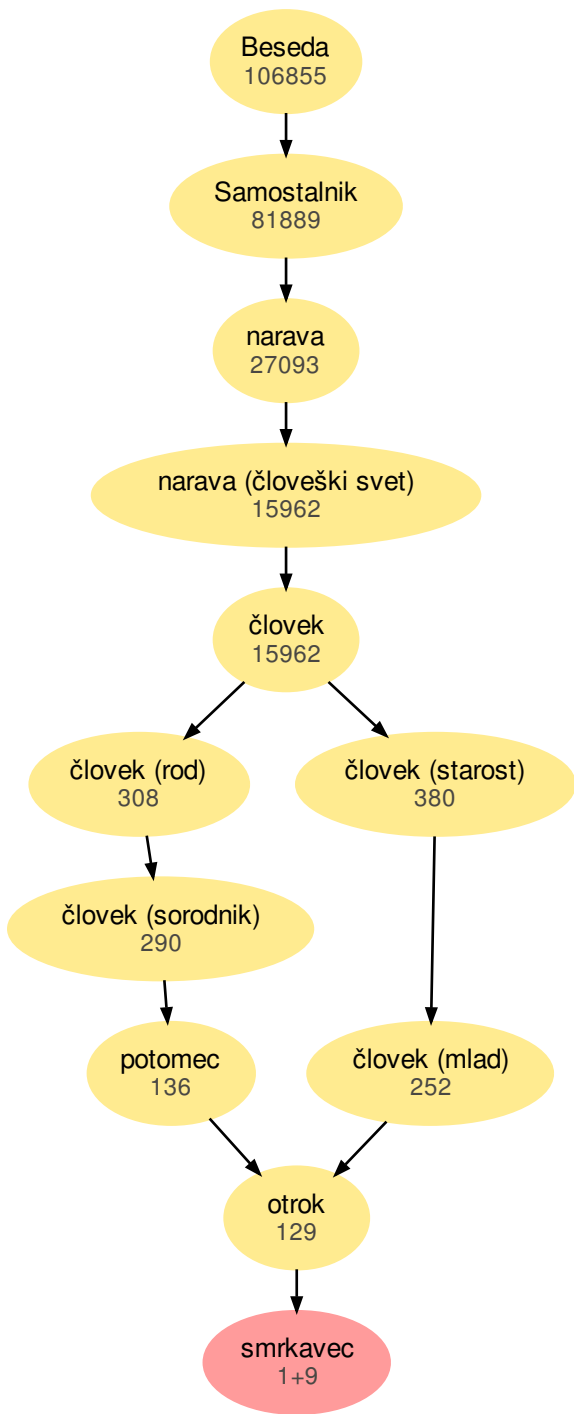 Beseda
106855
Samostalnik
81889
narava
27093
narava (človeški svet)
15962
človek
15962
človek (rod)
308
človek (starost)
380
človek (sorodnik)
290
potomec
136
človek (mlad)
252
otrok
129
smrkavec
1+9